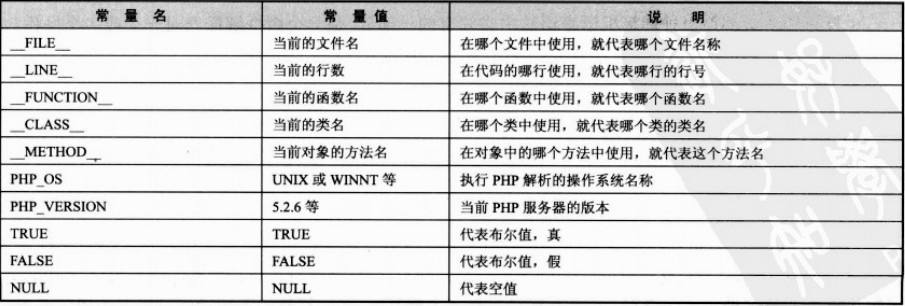 常量名 常量值 说明
__FILE__ 当前的文件名 在哪个文件中使用，就代表哪个文件名称
__LINE__ 当前的行数 在代码的哪行使用，就代表哪行的行号
__FUNCTION__ 当前的函数名 在哪个函数中使用，就代表哪个函数名
__CLASS__ 当前的类名 在哪个类中使用，就代表哪个类的类名
__METHOD__ 当前对象的方法名 在对象中的哪个方法中使用，就代表这个方法名
PHP_OS UNIX 或 WINNT 等 执行 PHP 解析的操作系统名称
PHP_VERSION 5.2.6 等 当前 PHP 服务器的版本
TRUE TRUE 代表布尔值，真
FALSE FALSE 代表布尔值，假
NULL NULL 代表空值